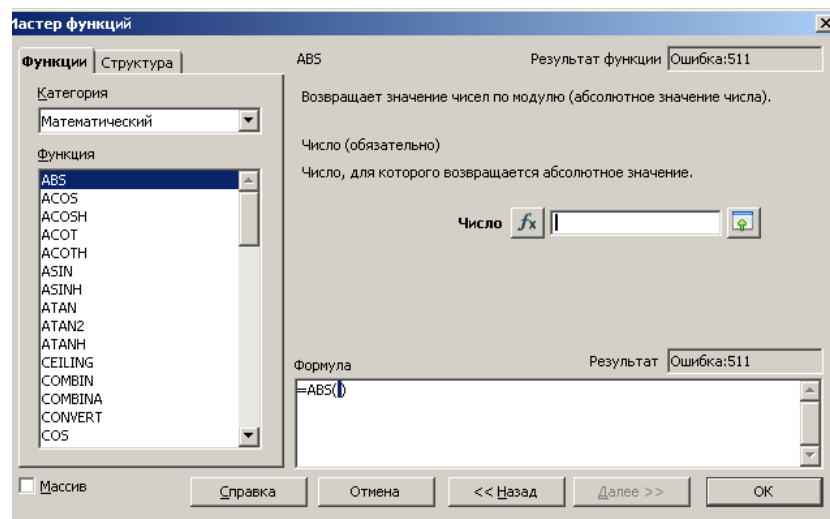 Мастер функций
Функции Структура
ABS Результат функции Ошибка:511
Категория
Математический
Функция
ABS
ACOS
ACOSH
ACOT
ACOTH
ASIN
ASINH
ATAN
ATAN2
ATANH
CEILING
COMBIN
COMBINA
CONVERT
COS
Возвращает значение чисел по модулю (абсолютное значение числа).
Число (обязательно)
Число, для которого возвращается абсолютное значение.
Число fx
Формула Результат Ошибка:511
=ABS()
Массив Справка Отмена << Назад Далее >> ОК